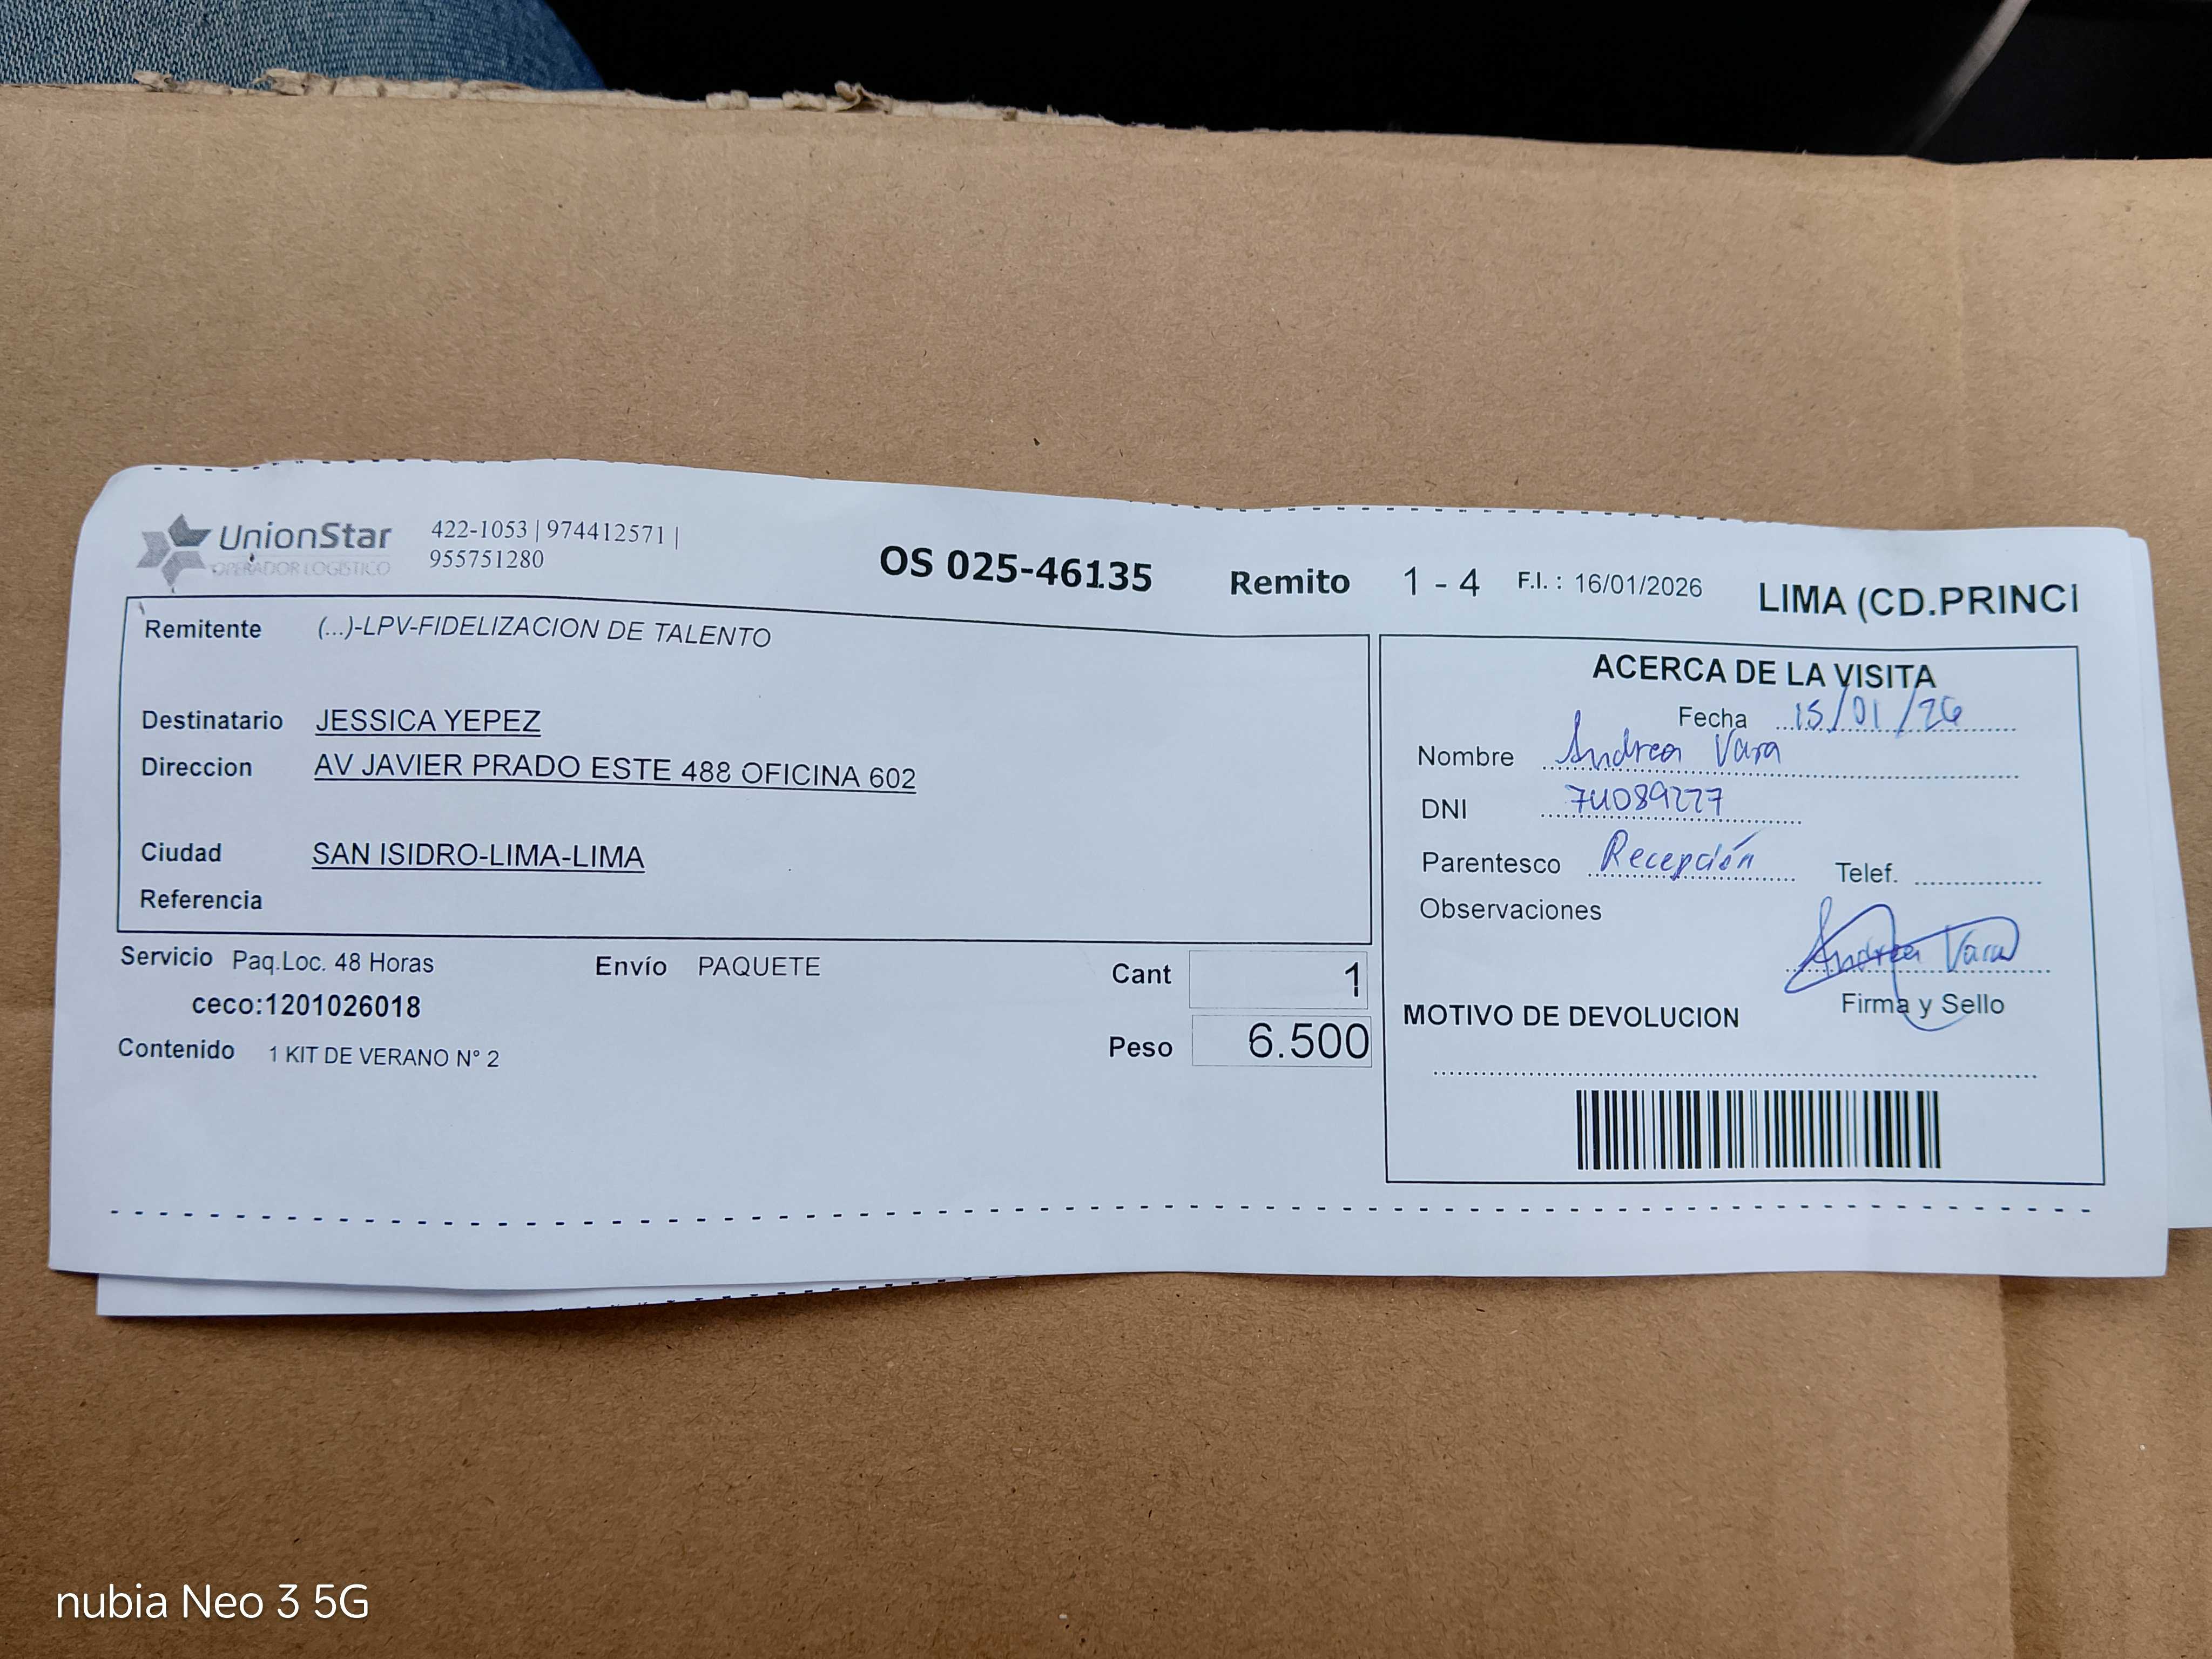 UnionStar
OPERADOR LOGISTICO
422-1053 | 974412571 |
955751280
OS 025-46135
Remito 1 - 4
F.I. : 16/01/2026
LIMA (CD.PRINCI
Remitente (...)-LPV-FIDELIZACION DE TALENTO
Destinatario JESSICA YEPEZ
Direccion AV JAVIER PRADO ESTE 488 OFICINA 602
Ciudad SAN ISIDRO-LIMA-LIMA
Referencia
Servicio Paq.Loc. 48 Horas
Envío PAQUETE
Cant 1
ceco:1201026018
Peso 6.500
Contenido 1 KIT DE VERANO N° 2
ACERCA DE LA VISITA
Fecha 15/01/26
Nombre Andrea Vara
DNI 74089277
Parentesco Recepción Telef.
Observaciones
Andrea Vara
Firma y Sello
MOTIVO DE DEVOLUCION
nubia Neo 3 5G